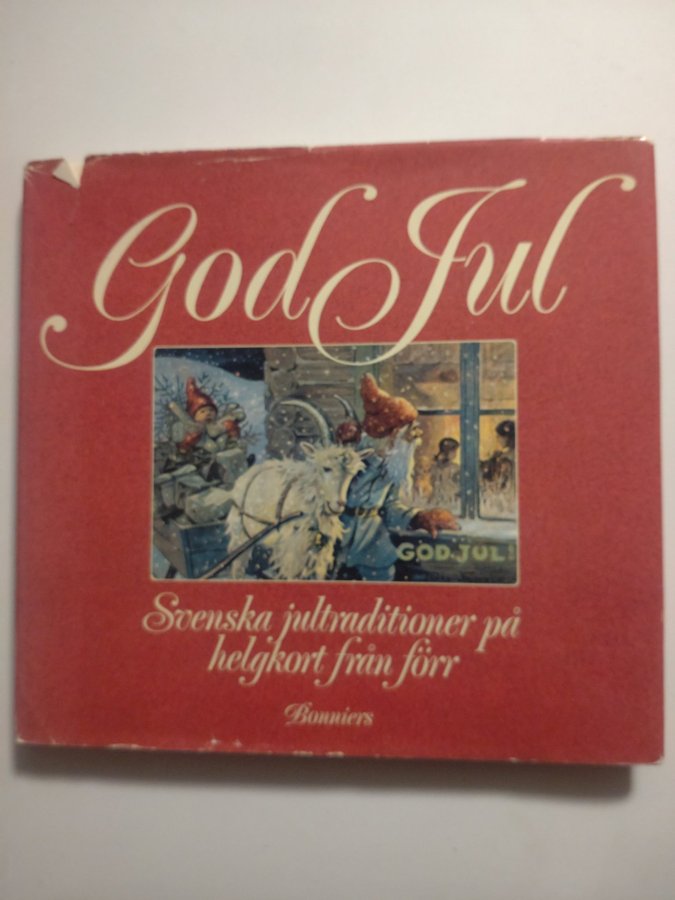 God Jul
GOD JUL!
Svenska jultraditioner på
helgkort från förr
Bonniers